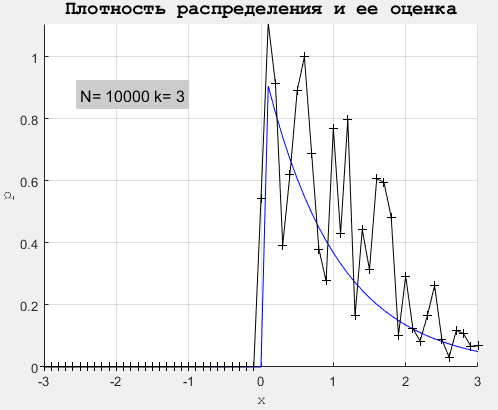 Плотность распределения и ее оценка
N= 10000 k= 3
1
0.8
0.6
0.4
0.2
0
-3 -2 -1 0 1 2 3
x